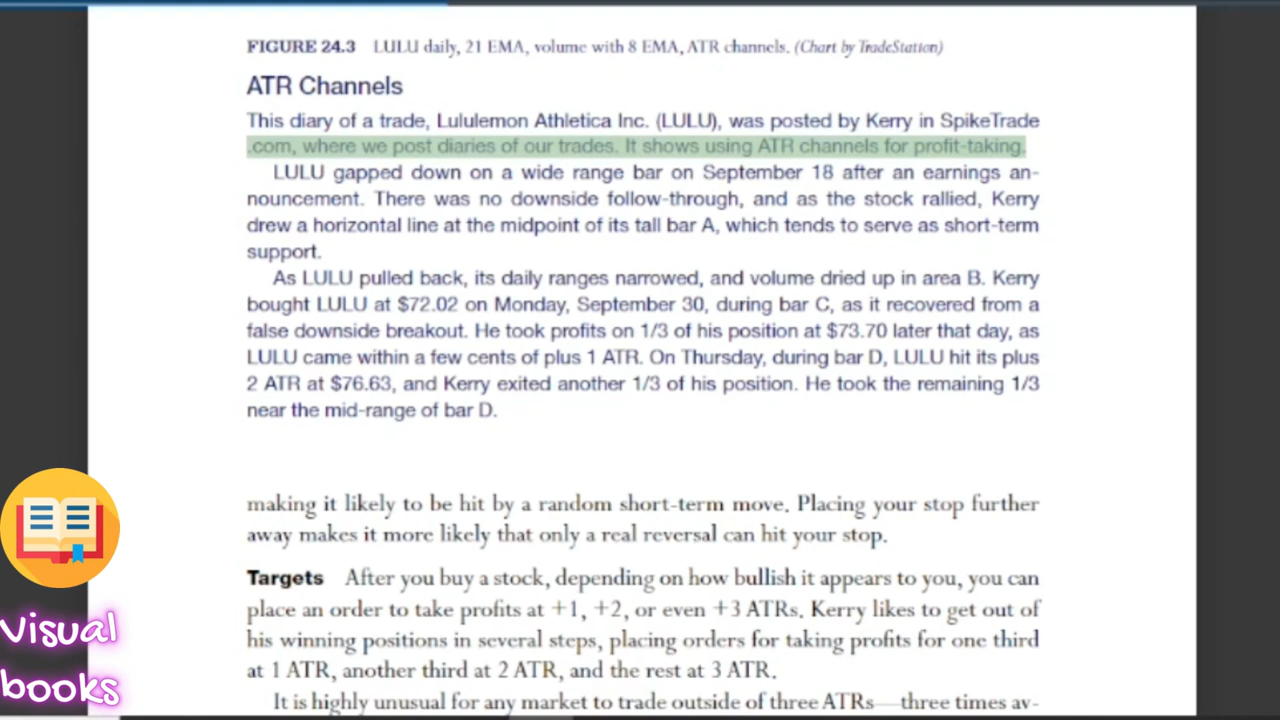 FIGURE 24.3 LULU daily, 21 EMA, volume with 8 EMA, ATR channels. (Chart by TradeStation)
ATR Channels
This diary of a trade, Lululemon Athletica Inc. (LULU), was posted by Kerry in SpikeTrade
.com, where we post diaries of our trades. It shows using ATR channels for profit-taking.
LULU gapped down on a wide range bar on September 18 after an earnings an-
nouncement. There was no downside follow-through, and as the stock rallied, Kerry
drew a horizontal line at the midpoint of its tall bar A, which tends to serve as short-term
support.
As LULU pulled back, its daily ranges narrowed, and volume dried up in area B. Kerry
bought LULU at $72.02 on Monday, September 30, during bar C, as it recovered from a
false downside breakout. He took profits on 1/3 of his position at $73.70 later that day, as
LULU came within a few cents of plus 1 ATR. On Thursday, during bar D, LULU hit its plus
2 ATR at $76.63, and Kerry exited another 1/3 of his position. He took the remaining 1/3
near the mid-range of bar D.
making it likely to be hit by a random short-term move. Placing your stop further
away makes it more likely that only a real reversal can hit your stop.
Targets After you buy a stock, depending on how bullish it appears to you, you can
place an order to take profits at +1, +2, or even +3 ATRs. Kerry likes to get out of
his winning positions in several steps, placing orders for taking profits for one third
at 1 ATR, another third at 2 ATR, and the rest at 3 ATR.
It is highly unusual for any market to trade outside of three ATRs—three times av-
Visual
books